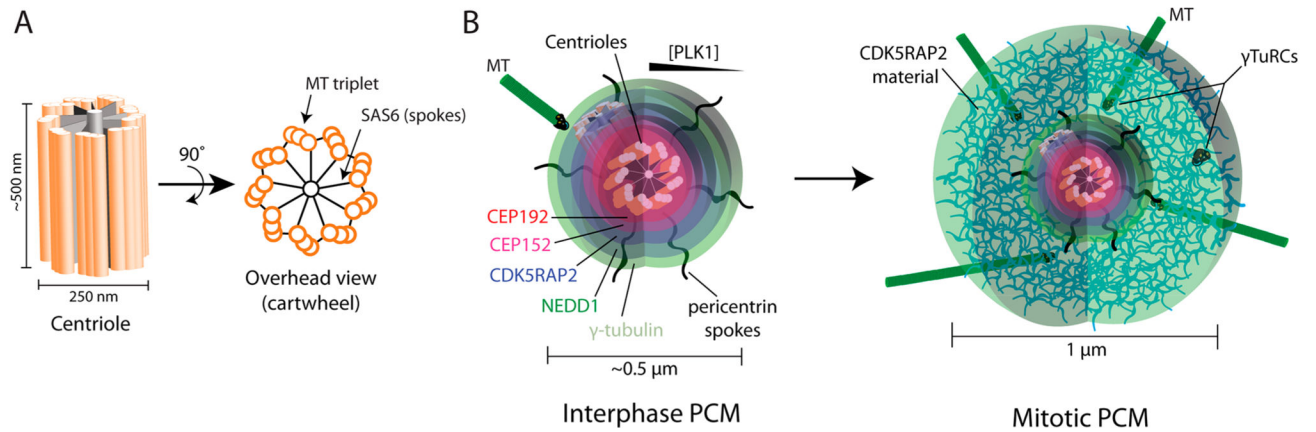 A
~500 nm
250 nm
Centriole
90°
MT triplet
SAS6 (spokes)
Overhead view
(cartwheel)
B
Centrioles
[PLK1]
MT
CEP192
CEP152
CDK5RAP2
NEDD1
γ-tubulin
pericentrin
spokes
~0.5 μm
Interphase PCM
CDK5RAP2
material
MT
γTuRCs
1 μm
Mitotic PCM